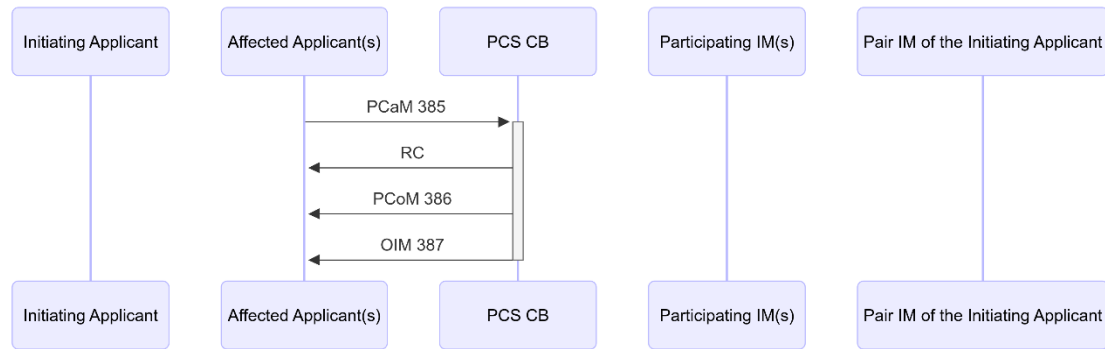 Initiating Applicant
Affected Applicant(s)
PCS CB
Participating IM(s)
Pair IM of the Initiating Applicant
PCaM 385
RC
PCoM 386
OIM 387
Initiating Applicant
Affected Applicant(s)
PCS CB
Participating IM(s)
Pair IM of the Initiating Applicant